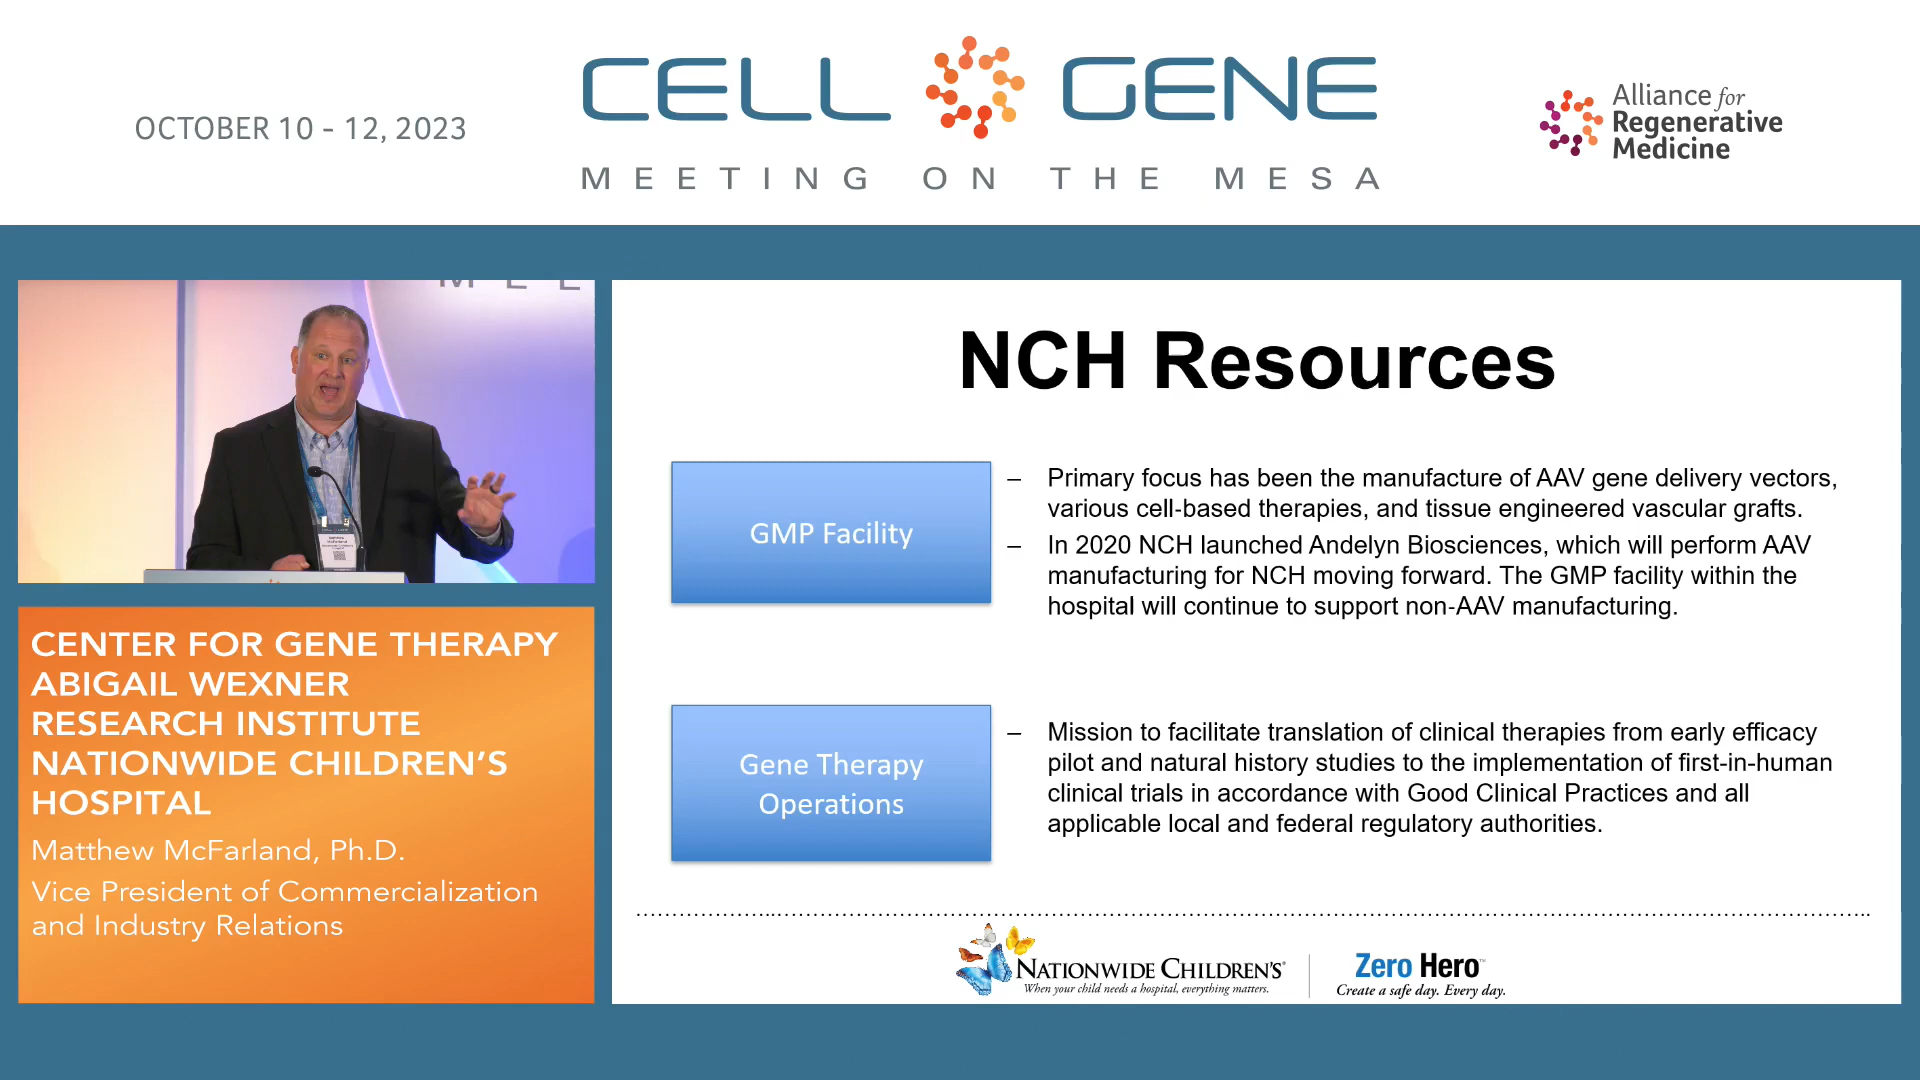 OCTOBER 10 - 12, 2023
CELL GENE
MEETING ON THE MESA
Alliance for
Regenerative
Medicine
M E E
CENTER FOR GENE THERAPY
ABIGAIL WEXNER
RESEARCH INSTITUTE
NATIONWIDE CHILDREN'S
HOSPITAL
Matthew McFarland, Ph.D.
Vice President of Commercialization
and Industry Relations
NCH Resources
GMP Facility
– Primary focus has been the manufacture of AAV gene delivery vectors,
various cell-based therapies, and tissue engineered vascular grafts.
– In 2020 NCH launched Andelyn Biosciences, which will perform AAV
manufacturing for NCH moving forward. The GMP facility within the
hospital will continue to support non-AAV manufacturing.
Gene Therapy
Operations
– Mission to facilitate translation of clinical therapies from early efficacy
pilot and natural history studies to the implementation of first-in-human
clinical trials in accordance with Good Clinical Practices and all
applicable local and federal regulatory authorities.
NATIONWIDE CHILDREN'S®
When your child needs a hospital, everything matters.
Zero Hero™
Create a safe day. Every day.